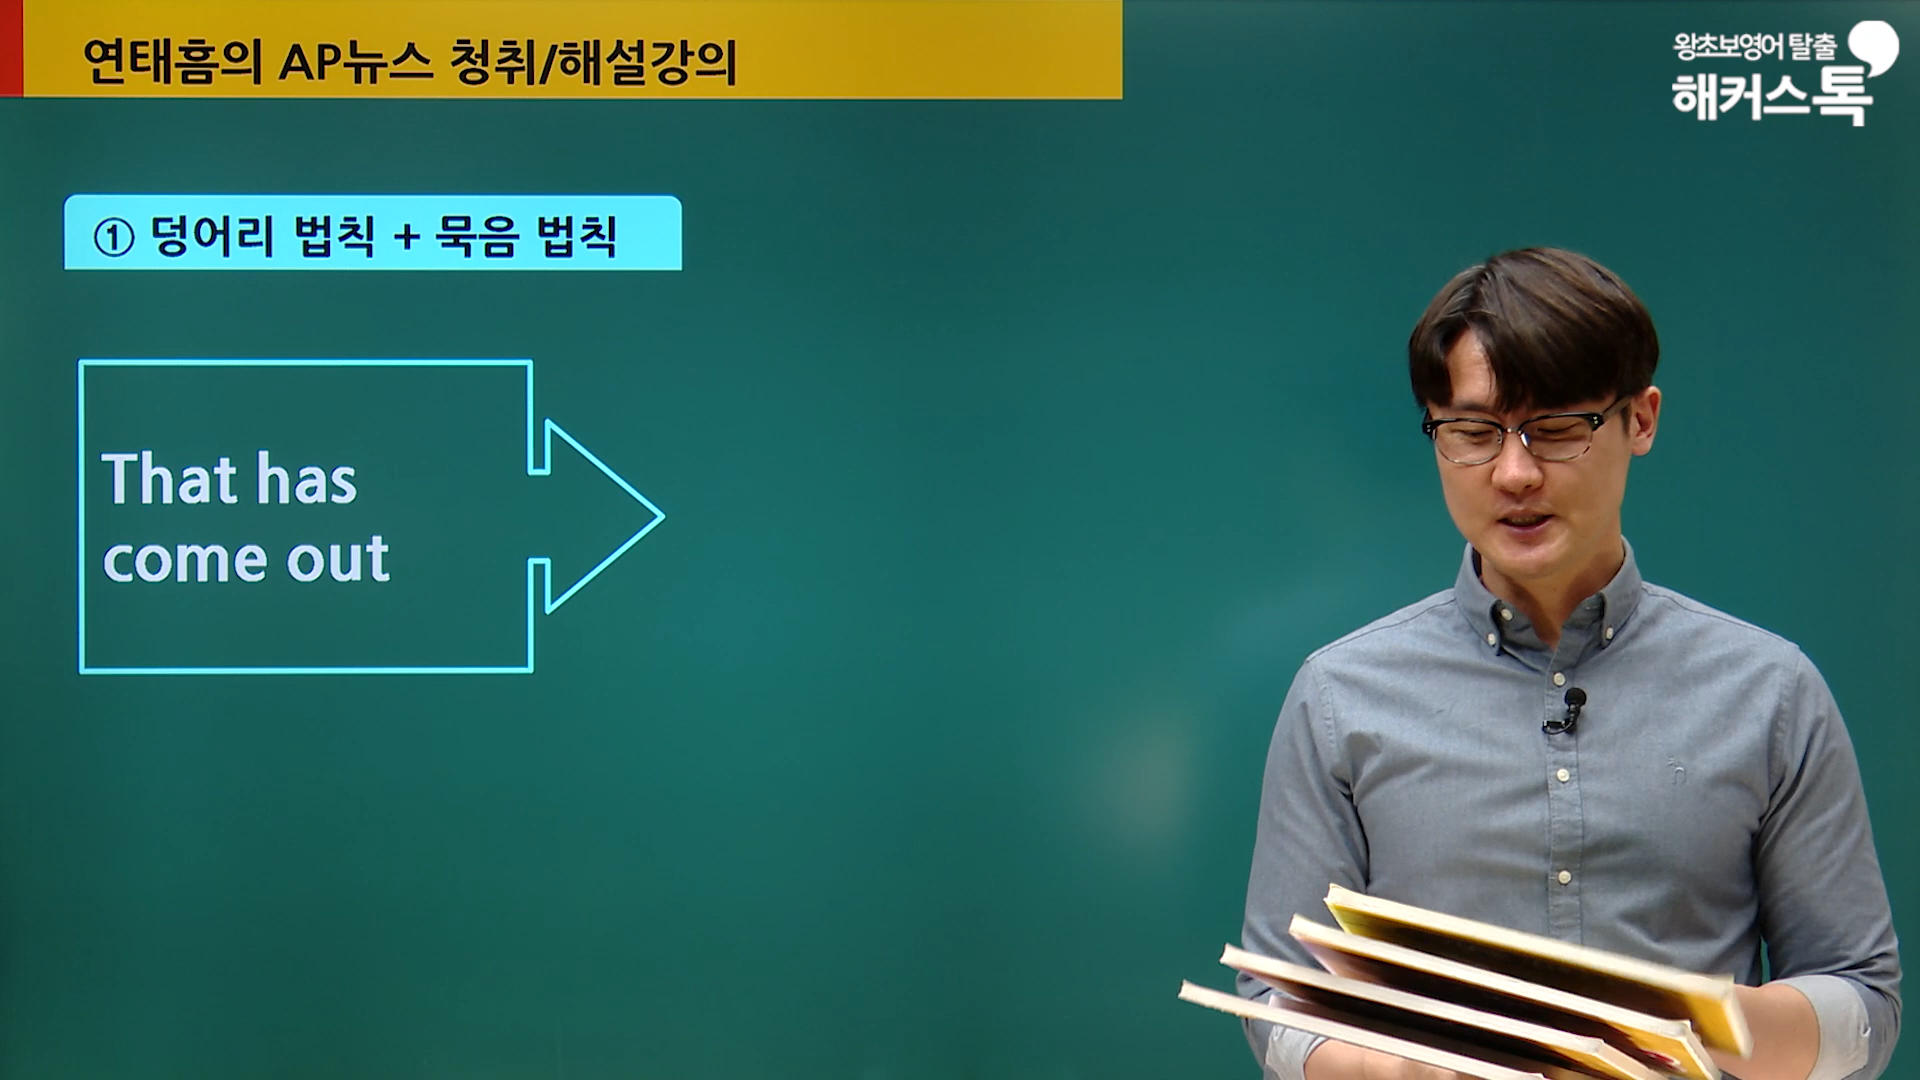 연태흠의 AP뉴스 청취/해설강의
왕초보영어 탈출
해커스톡
① 덩어리 법칙 + 묵음 법칙
That has
come out